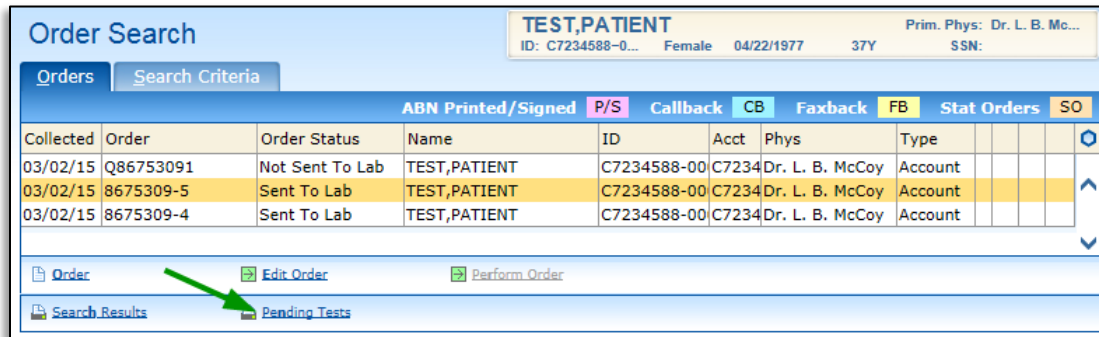 Order Search
TEST,PATIENT Prim. Phys: Dr. L. B. Mc...
ID: C7234588-0... Female 04/22/1977 37Y SSN:
Orders Search Criteria
ABN Printed/Signed P/S Callback CB Faxback FB Stat Orders SO
Collected Order Order Status Name ID Acct Phys Type
03/02/15 Q86753091 Not Sent To Lab TEST,PATIENT C7234588-00 C7234 Dr. L. B. McCoy Account
03/02/15 8675309-5 Sent To Lab TEST,PATIENT C7234588-00 C7234 Dr. L. B. McCoy Account
03/02/15 8675309-4 Sent To Lab TEST,PATIENT C7234588-00 C7234 Dr. L. B. McCoy Account
Order Edit Order Perform Order
Search Results Pending Tests